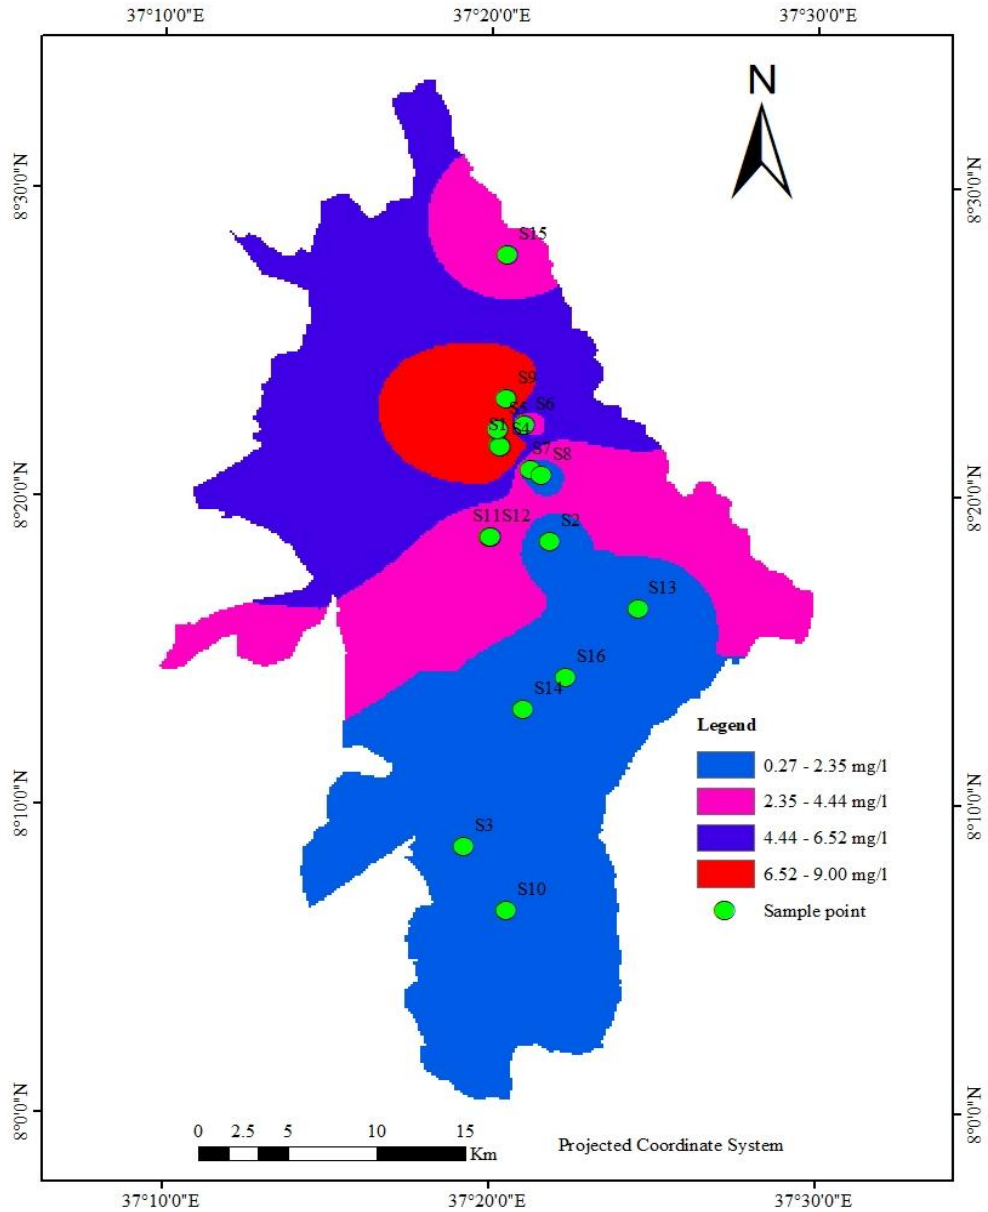 37°10'0"E 37°20'0"E 37°30'0"E
N
8°30'0"N 8°30'0"N
S15
S9
S5 S6
S1 S4
S7 S8
8°20'0"N 8°20'0"N
S11 S12 S2
S13
S16
S14
Legend
0.27 - 2.35 mg/l
2.35 - 4.44 mg/l
4.44 - 6.52 mg/l
6.52 - 9.00 mg/l
Sample point
8°10'0"N 8°10'0"N
S3
S10
8°0'0"N 8°0'0"N
0 2.5 5 10 15
Km
Projected Coordinate System
37°10'0"E 37°20'0"E 37°30'0"E